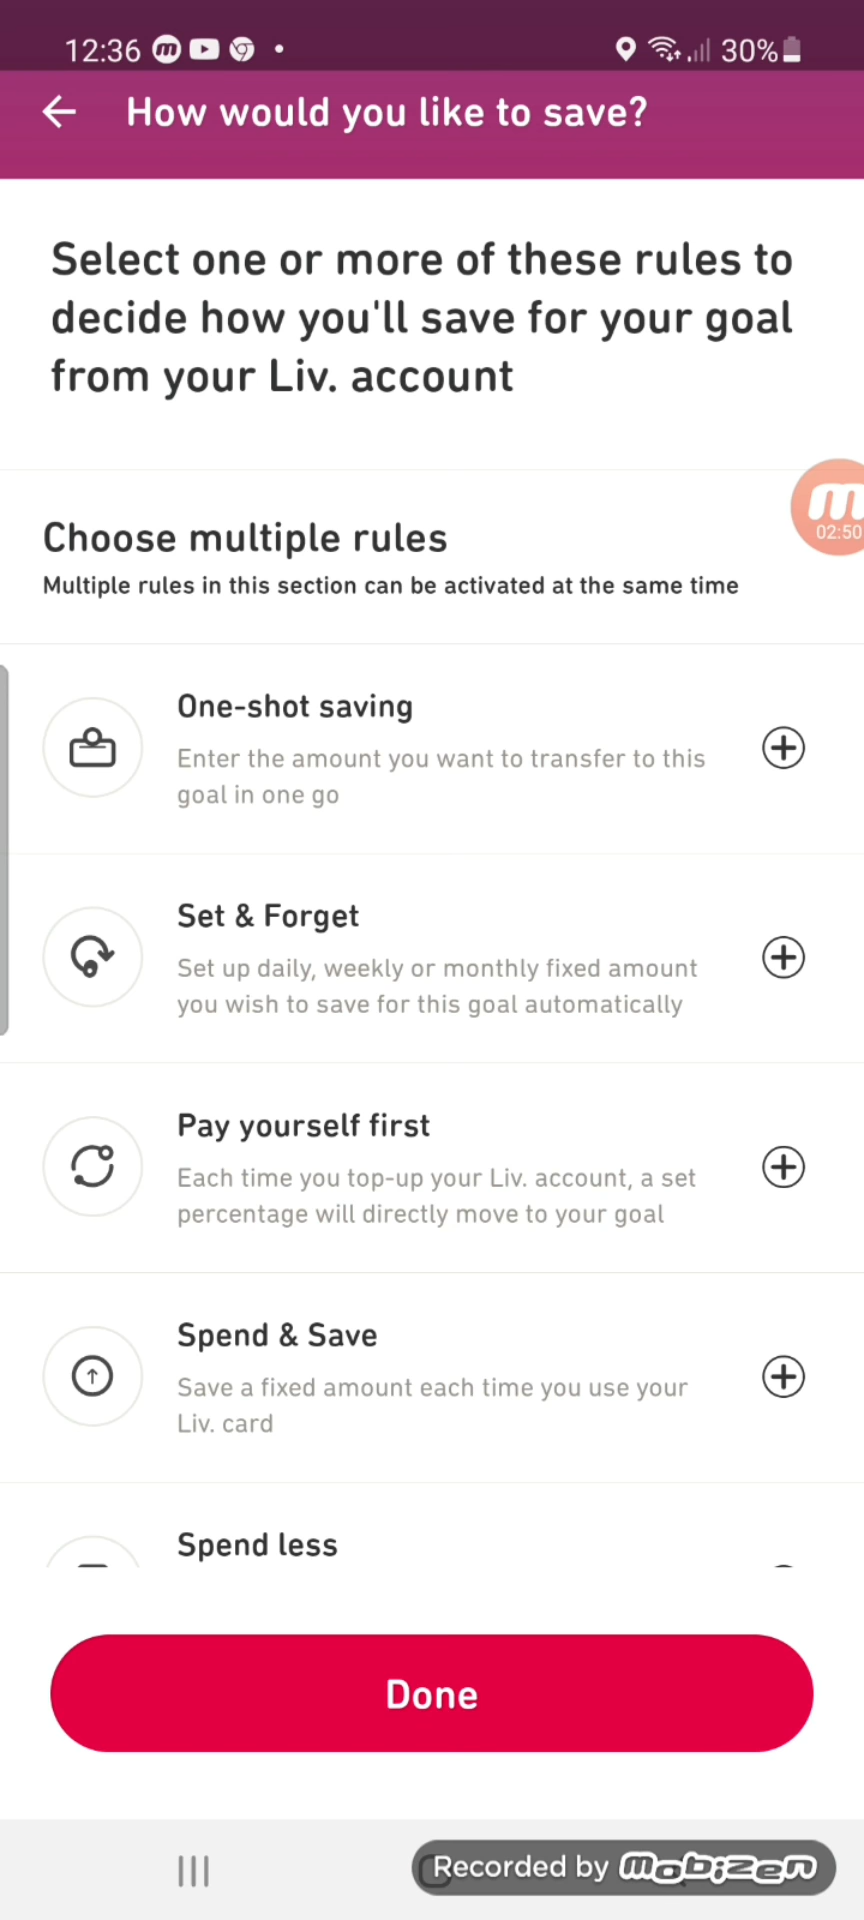 12:36
30%
How would you like to save?
Select one or more of these rules to
decide how you'll save for your goal
from your Liv. account
02:50
Choose multiple rules
Multiple rules in this section can be activated at the same time
One-shot saving
Enter the amount you want to transfer to this
goal in one go
Set & Forget
Set up daily, weekly or monthly fixed amount
you wish to save for this goal automatically
Pay yourself first
Each time you top-up your Liv. account, a set
percentage will directly move to your goal
Spend & Save
Save a fixed amount each time you use your
Liv. card
Spend less
Done
Recorded by mobizen